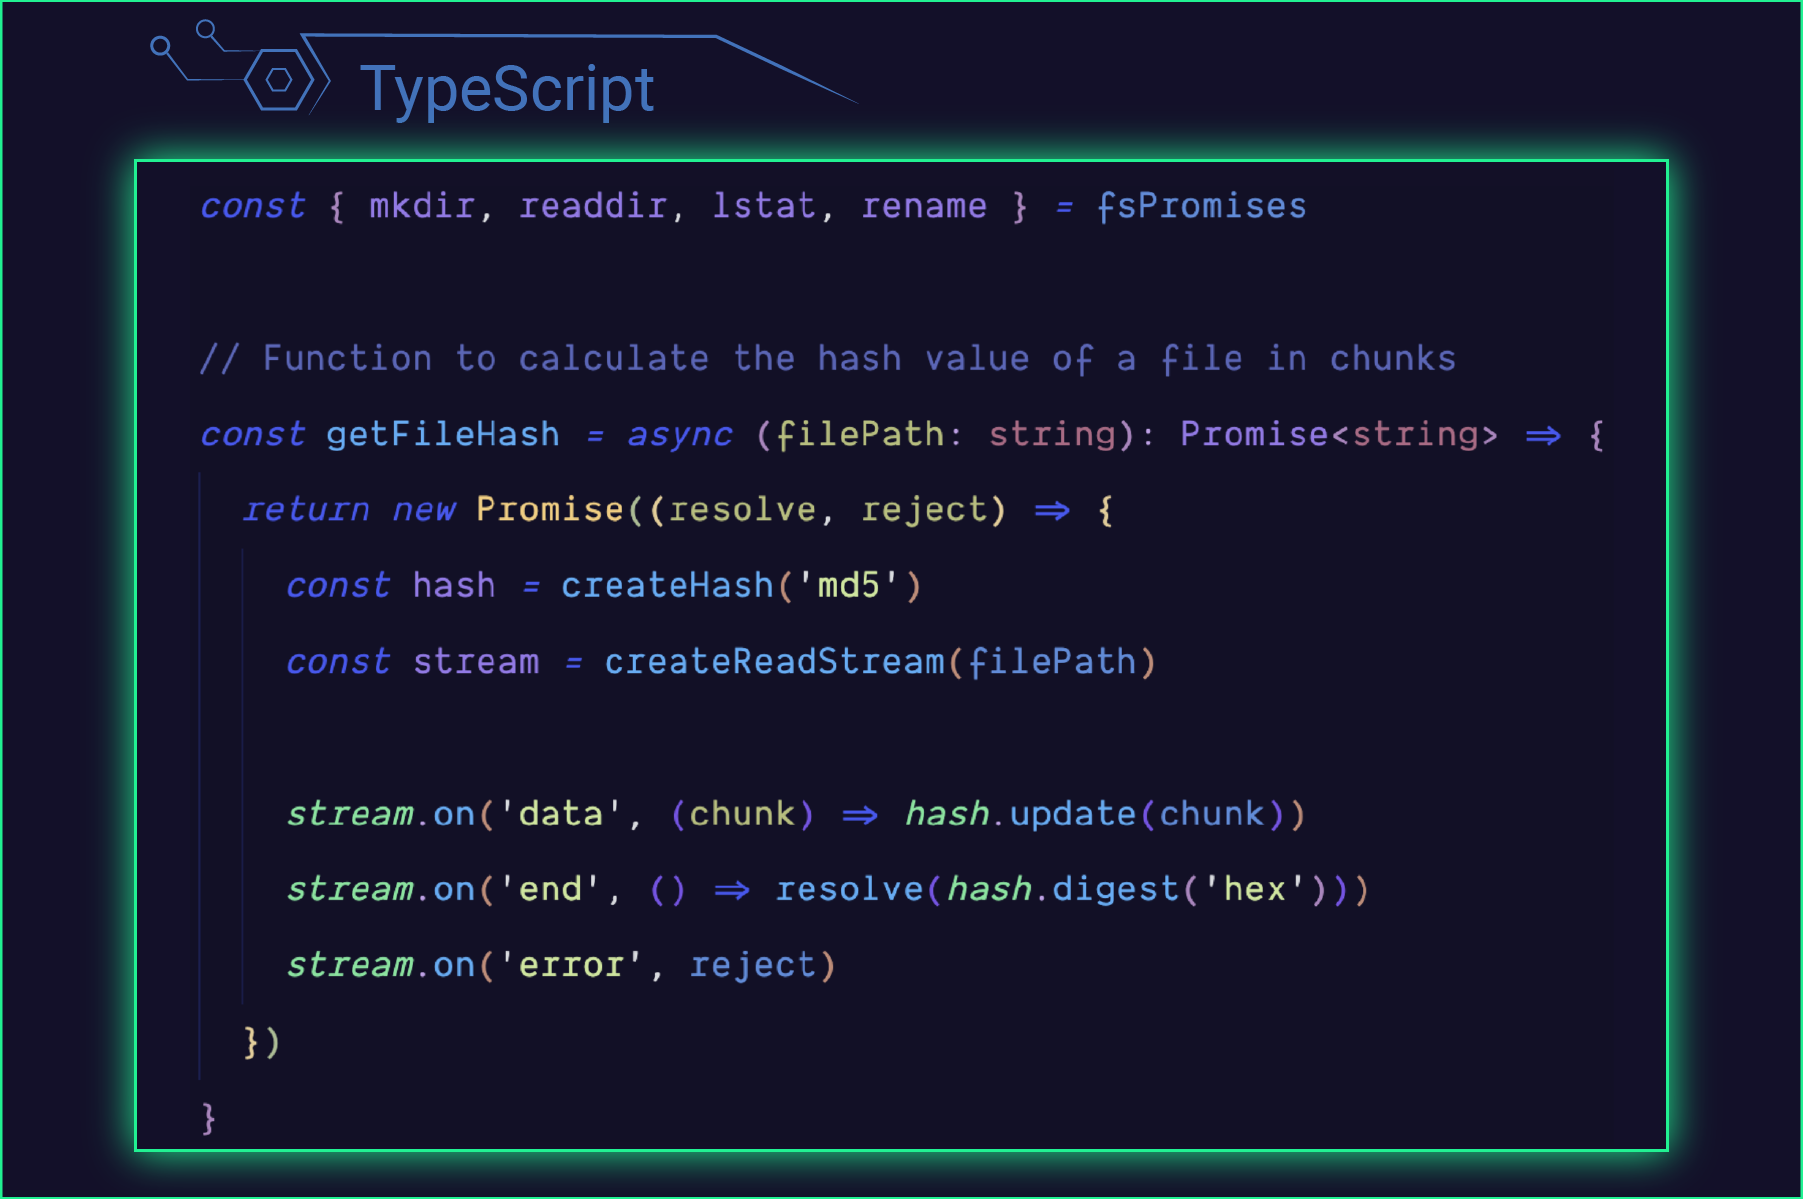 TypeScript
const { mkdir, readdir, lstat, rename } = fsPromises
// Function to calculate the hash value of a file in chunks
const getFileHash = async (filePath: string): Promise<string> => {
return new Promise((resolve, reject) => {
const hash = createHash('md5')
const stream = createReadStream(filePath)
stream.on('data', (chunk) => hash.update(chunk))
stream.on('end', () => resolve(hash.digest('hex')))
stream.on('error', reject)
})
}